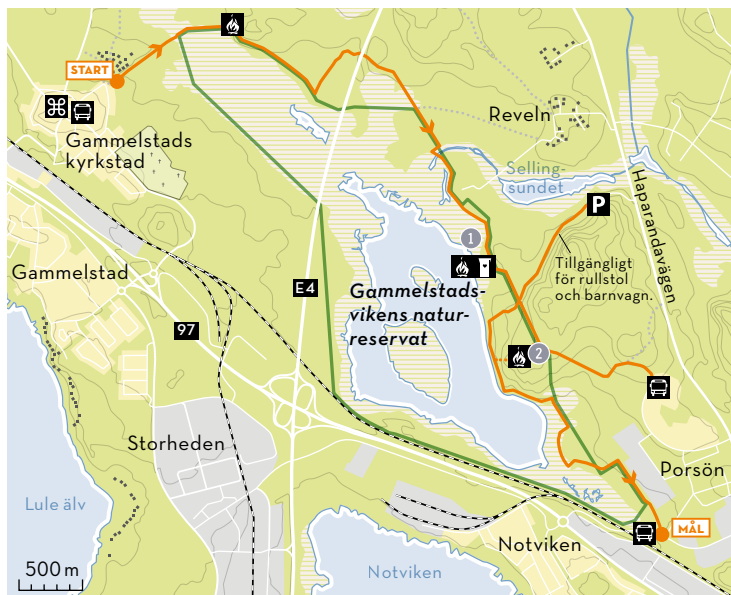 START
Gammelstads
kyrkstad
Reveln
Selling-
sundet
Haparandavägen
P
1
Tillgängligt
för rullstol
och barnvagn.
Gammelstad
E4
Gammelstads-
vikens natur-
reservat
97
2
Storheden
Porsön
Lule älv
MÅL
Notviken
Notviken
500 m